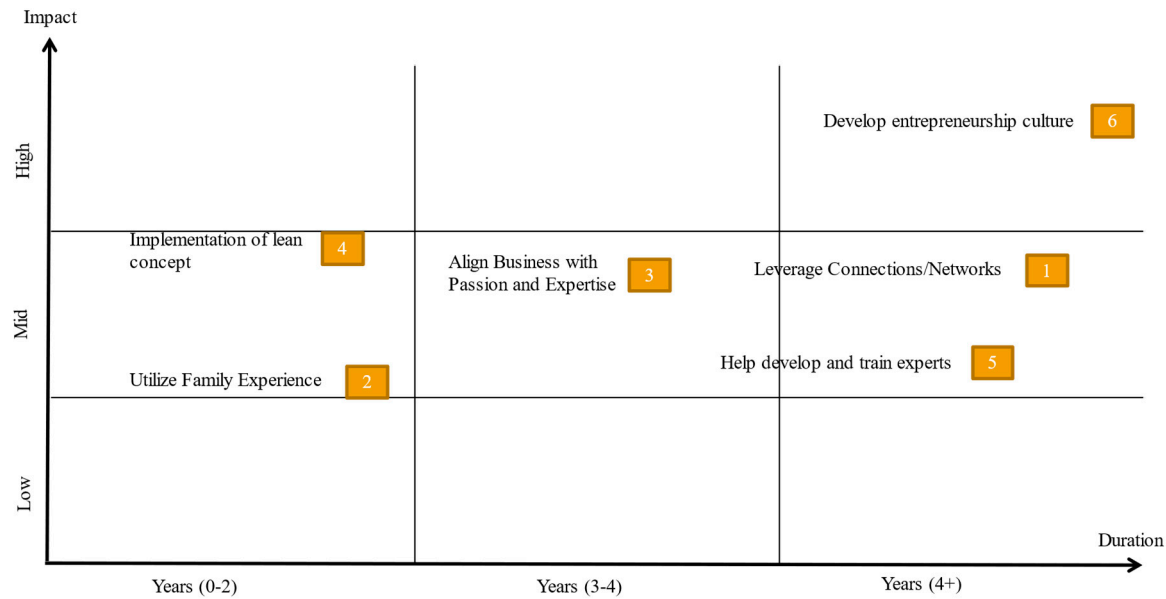 Impact
High
Develop entrepreneurship culture 6
Implementation of lean
concept
4
Align Business with
Passion and Expertise
3
Leverage Connections/Networks 1
Mid
Help develop and train experts 5
Utilize Family Experience 2
Low
Duration
Years (0-2)
Years (3-4)
Years (4+)